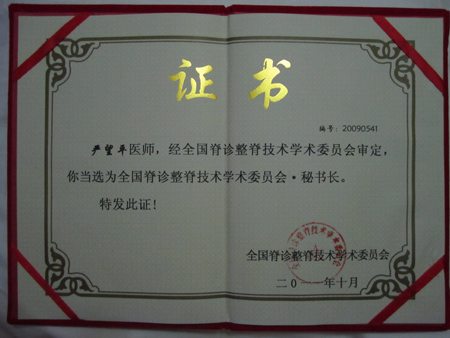 证书
编号:20090541
严望平医师,经全国脊诊整脊技术学术委员会审定,
你当选为全国脊诊整脊技术学术委员会·秘书长。
特发此证!
全国脊诊整脊技术学术委员会
二〇一一年十月